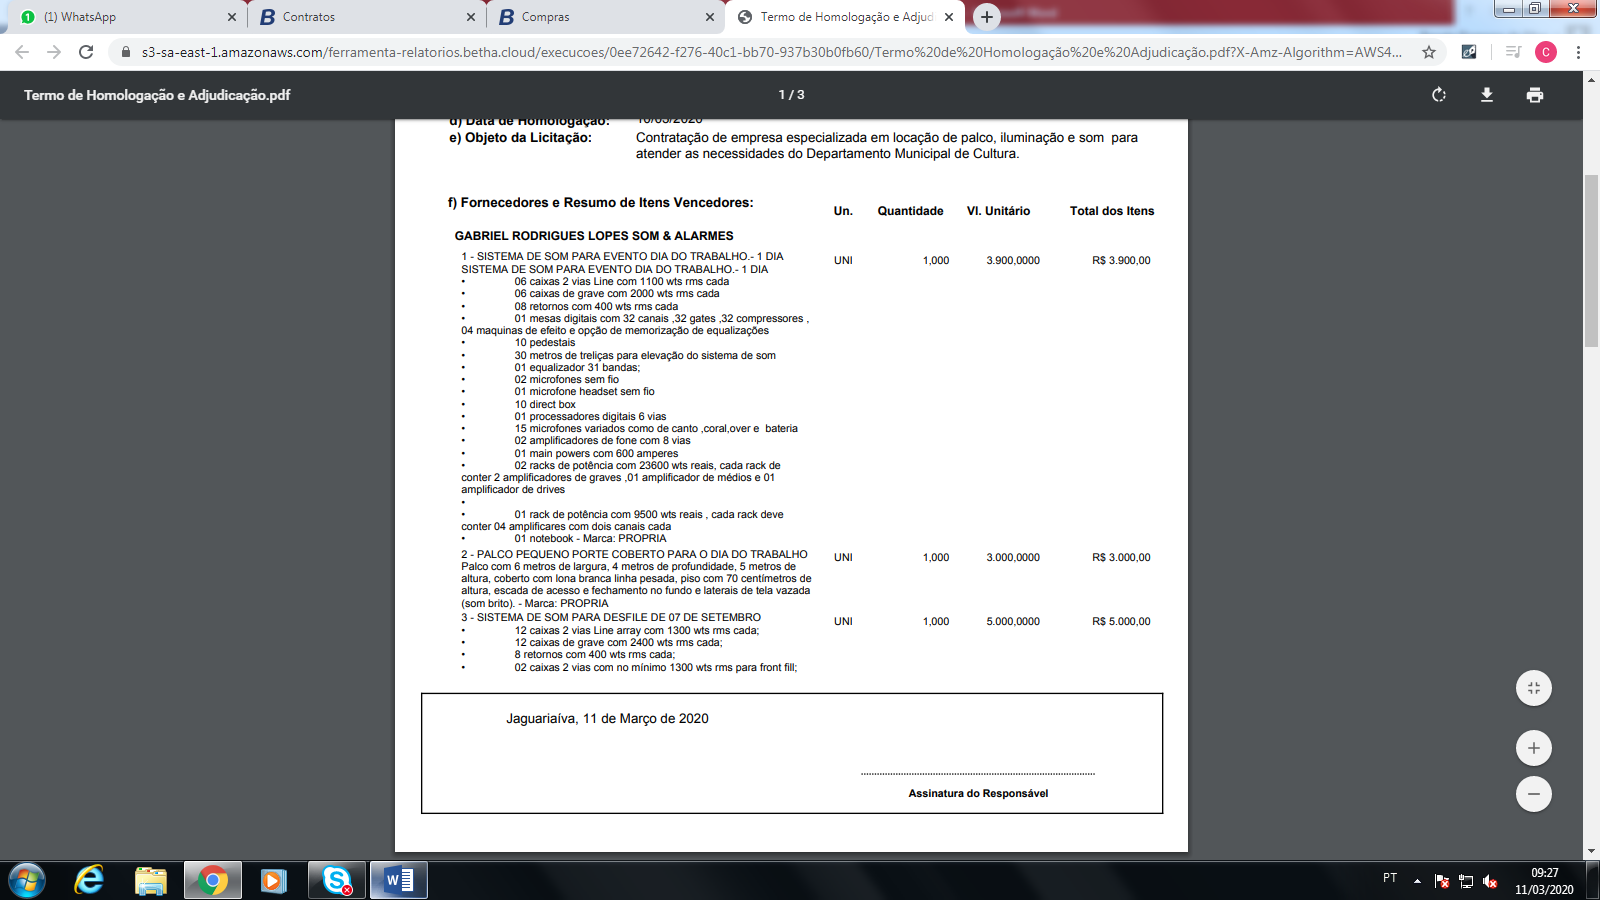 (1) WhatsApp
Contratos
Compras
Termo de Homologação e Adjud
s3-sa-east-1.amazonaws.com/ferramenta-relatorios.betha.cloud/execucoes/0ee72642-f276-40c1-bb70-937b30b0fb60/Termo%20de%20Homologação%20e%20Adjudicação.pdf?X-Amz-Algorithm=AWS4...
C
Termo de Homologação e Adjudicação.pdf
1 / 3
d) Data de Homologação: 10/03/2020
e) Objeto da Licitação: Contratação de empresa especializada em locação de palco, iluminação e som para
atender as necessidades do Departamento Municipal de Cultura.
f) Fornecedores e Resumo de Itens Vencedores:
Un. Quantidade Vl. Unitário Total dos Itens
GABRIEL RODRIGUES LOPES SOM & ALARMES
1 - SISTEMA DE SOM PARA EVENTO DIA DO TRABALHO.- 1 DIA UNI 1,000 3.900,0000 R$ 3.900,00
SISTEMA DE SOM PARA EVENTO DIA DO TRABALHO.- 1 DIA
• 06 caixas 2 vias Line com 1100 wts rms cada
• 06 caixas de grave com 2000 wts rms cada
• 08 retornos com 400 wts rms cada
• 01 mesas digitais com 32 canais ,32 gates ,32 compressores ,
04 maquinas de efeito e opção de memorização de equalizações
• 10 pedestais
• 30 metros de treliças para elevação do sistema de som
• 01 equalizador 31 bandas;
• 02 microfones sem fio
• 01 microfone headset sem fio
• 10 direct box
• 01 processadores digitais 6 vias
• 15 microfones variados como de canto ,coral,over e bateria
• 02 amplificadores de fone com 8 vias
• 01 main powers com 600 amperes
• 02 racks de potência com 23600 wts reais, cada rack de
conter 2 amplificadores de graves ,01 amplificador de médios e 01
amplificador de drives
•
• 01 rack de potência com 9500 wts reais , cada rack deve
conter 04 amplificares com dois canais cada
• 01 notebook - Marca: PROPRIA
2 - PALCO PEQUENO PORTE COBERTO PARA O DIA DO TRABALHO UNI 1,000 3.000,0000 R$ 3.000,00
Palco com 6 metros de largura, 4 metros de profundidade, 5 metros de
altura, coberto com lona branca linha pesada, piso com 70 centímetros de
altura, escada de acesso e fechamento no fundo e laterais de tela vazada
(som brito). - Marca: PROPRIA
3 - SISTEMA DE SOM PARA DESFILE DE 07 DE SETEMBRO UNI 1,000 5.000,0000 R$ 5.000,00
• 12 caixas 2 vias Line array com 1300 wts rms cada;
• 12 caixas de grave com 2400 wts rms cada;
• 8 retornos com 400 wts rms cada;
• 02 caixas 2 vias com no mínimo 1300 wts rms para front fill;
Jaguariaíva, 11 de Março de 2020
Assinatura do Responsável
PT
09:27
11/03/2020